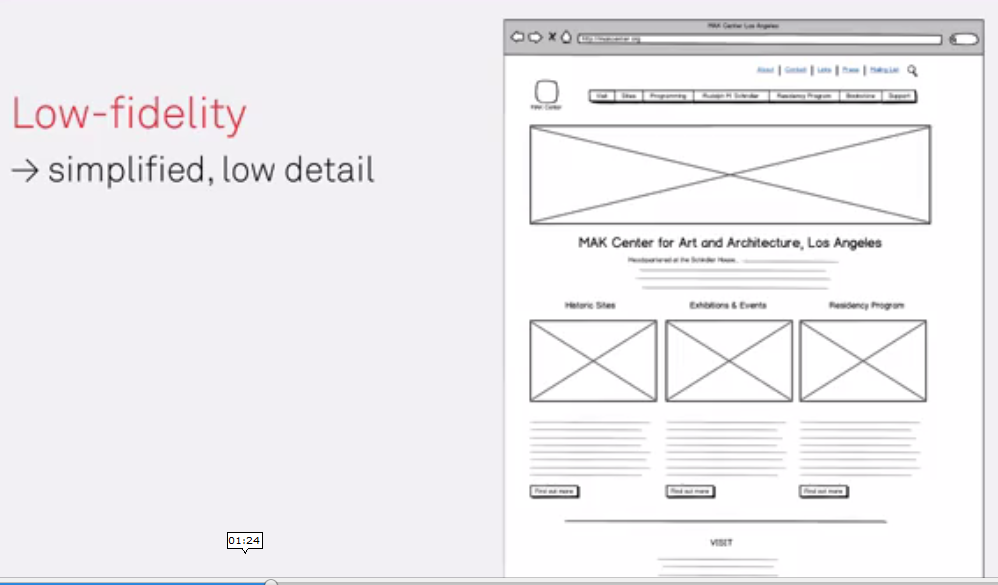 Low-fidelity
→ simplified, low detail
MAK Center Los Angeles
http://makcenter.org
About | Contact | Links | Press | Mailing List
MAK Center
Visit | Sites | Programming | Rudolph M. Schindler | Residency Program | Bookstore | Support
MAK Center for Art and Architecture, Los Angeles
Headquartered at the Schindler House,
Historic Sites Exhibitions & Events Residency Program
Find out more Find out more Find out more
VISIT
01:24